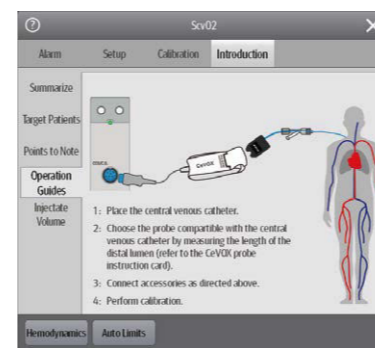 ScvO2
Alarm
Setup
Calibration
Introduction
Summarize
Target Patients
Points to Note
Operation
Guides
Injectate
Volume
CeVOX
1: Place the central venous catheter.
2: Choose the probe compartible with the central
venous catheter by measuring the length of the
distal lumen (refer to the CeVOX probe
instruction card).
3: Connect accessories as directed above.
4: Perform calibration.
Hemodynamics
Auto Limits